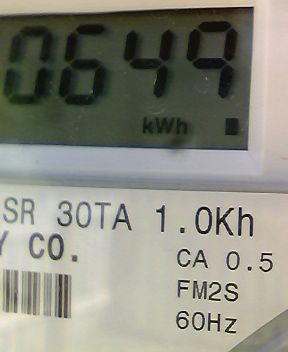 0649
kWh
SR 30TA 1.0Kh
Y CO.
CA 0.5
FM2S
60Hz